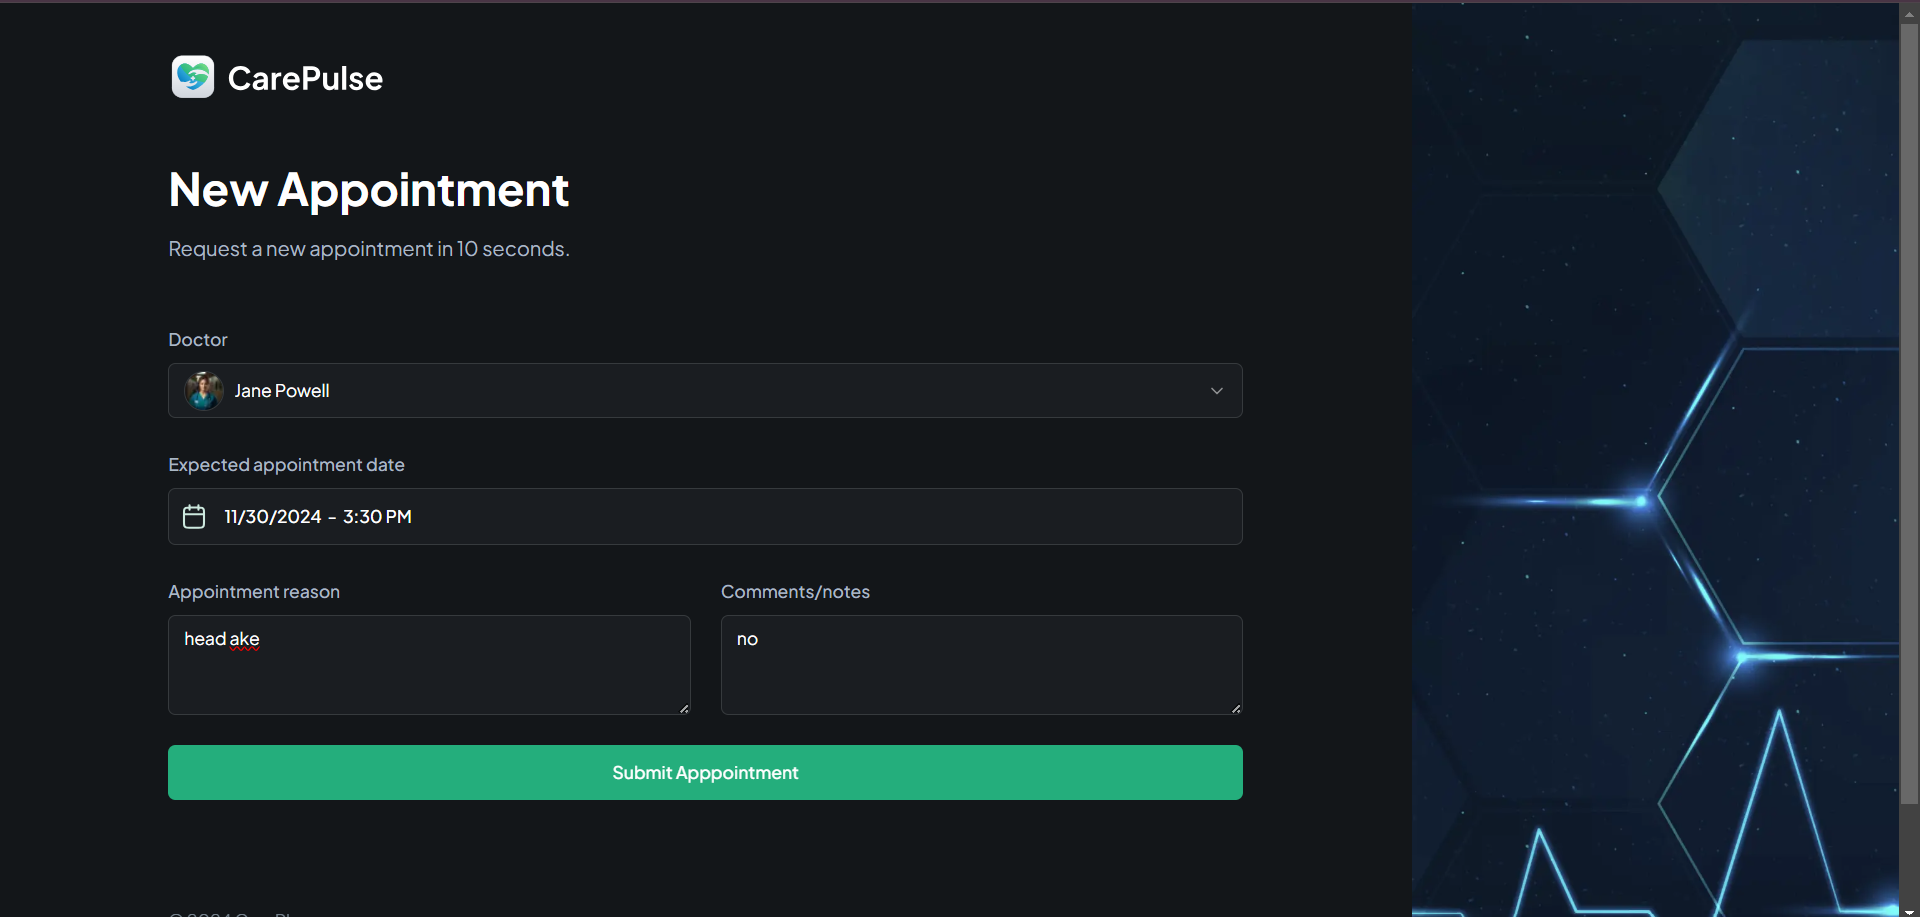 CarePulse
New Appointment
Request a new appointment in 10 seconds.
Doctor
Jane Powell
Expected appointment date
11/30/2024 - 3:30 PM
Appointment reason
Comments/notes
head ake
no
Submit Apppointment